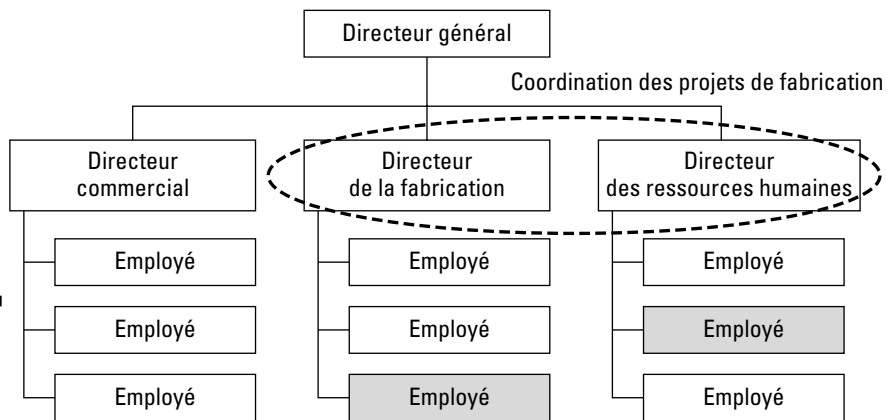 Directeur général
Coordination des projets de fabrication
Directeur
commercial
Directeur
de la fabrication
Directeur
des ressources humaines
Employé
Employé
Employé
Employé
Employé
Employé
Employé
Employé
Employé